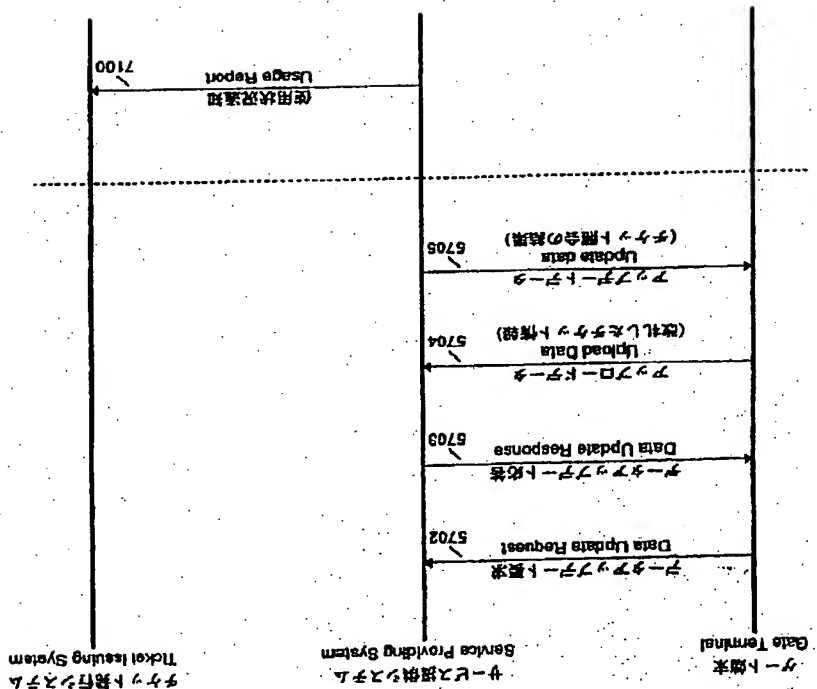 ゲート端末
Gate Terminal
サービス提供システム
Service Providing System
チケット発行システム
Ticket Issuing System
データアップデート要求
Data Update Request
5702
データアップデート応答
Data Update Response
5703
アップロードデータ
Upload Data
(改札したチケット情報)
5704
アップデートデータ
Update data
(チケット照会の結果)
5705
使用状況通知
Usage Report
7100